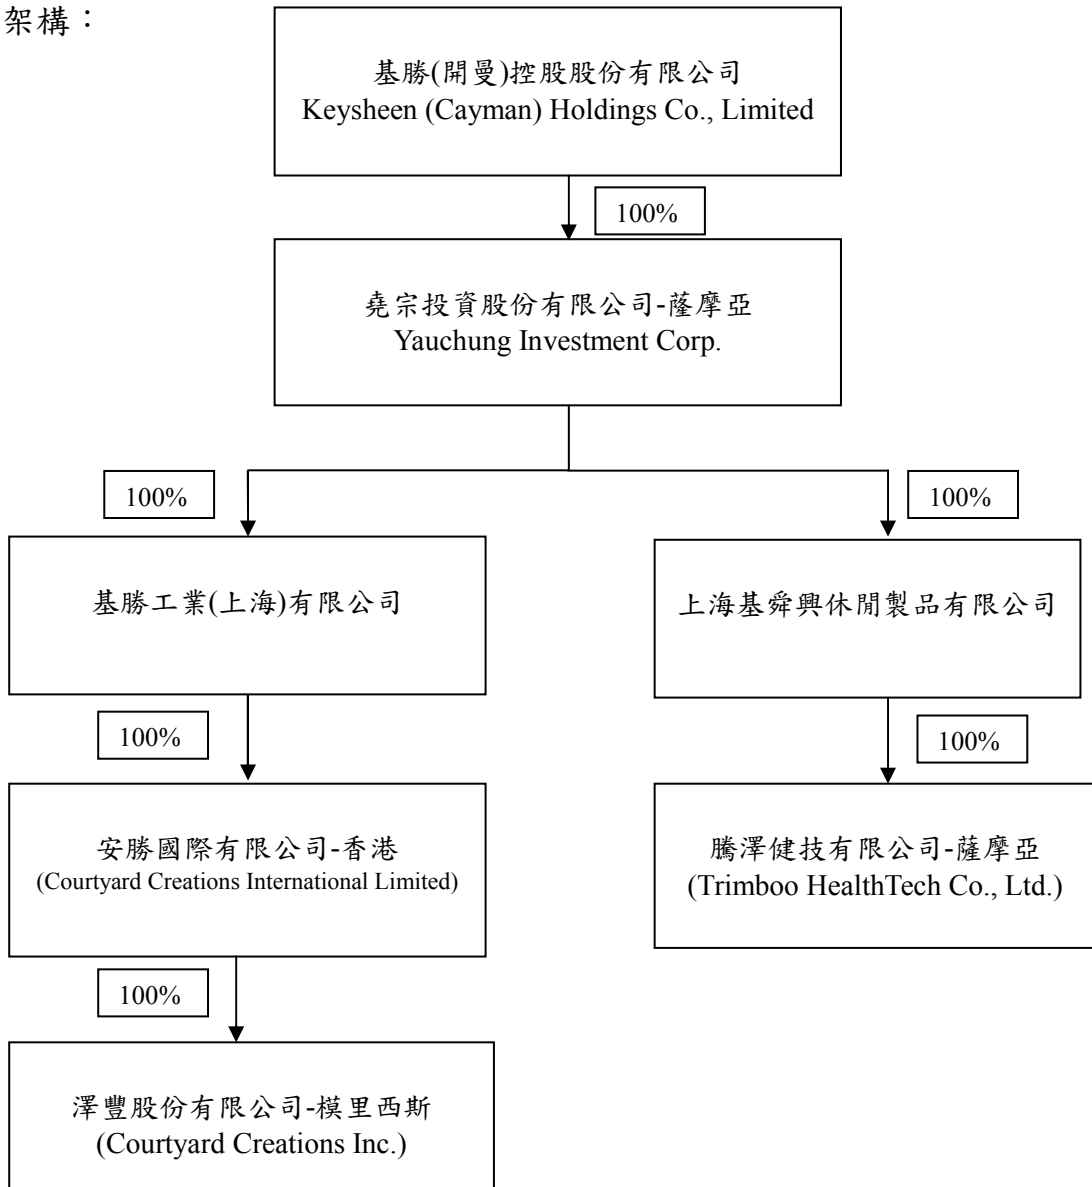 架構：
基勝(開曼)控股股份有限公司
Keysheen (Cayman) Holdings Co., Limited
100%
堯宗投資股份有限公司-薩摩亞
Yauchung Investment Corp.
100%
100%
基勝工業(上海)有限公司
上海基舜興休閒製品有限公司
100%
100%
安勝國際有限公司-香港
(Courtyard Creations International Limited)
騰澤健技有限公司-薩摩亞
(Trimboo HealthTech Co., Ltd.)
100%
澤豐股份有限公司-模里西斯
(Courtyard Creations Inc.)